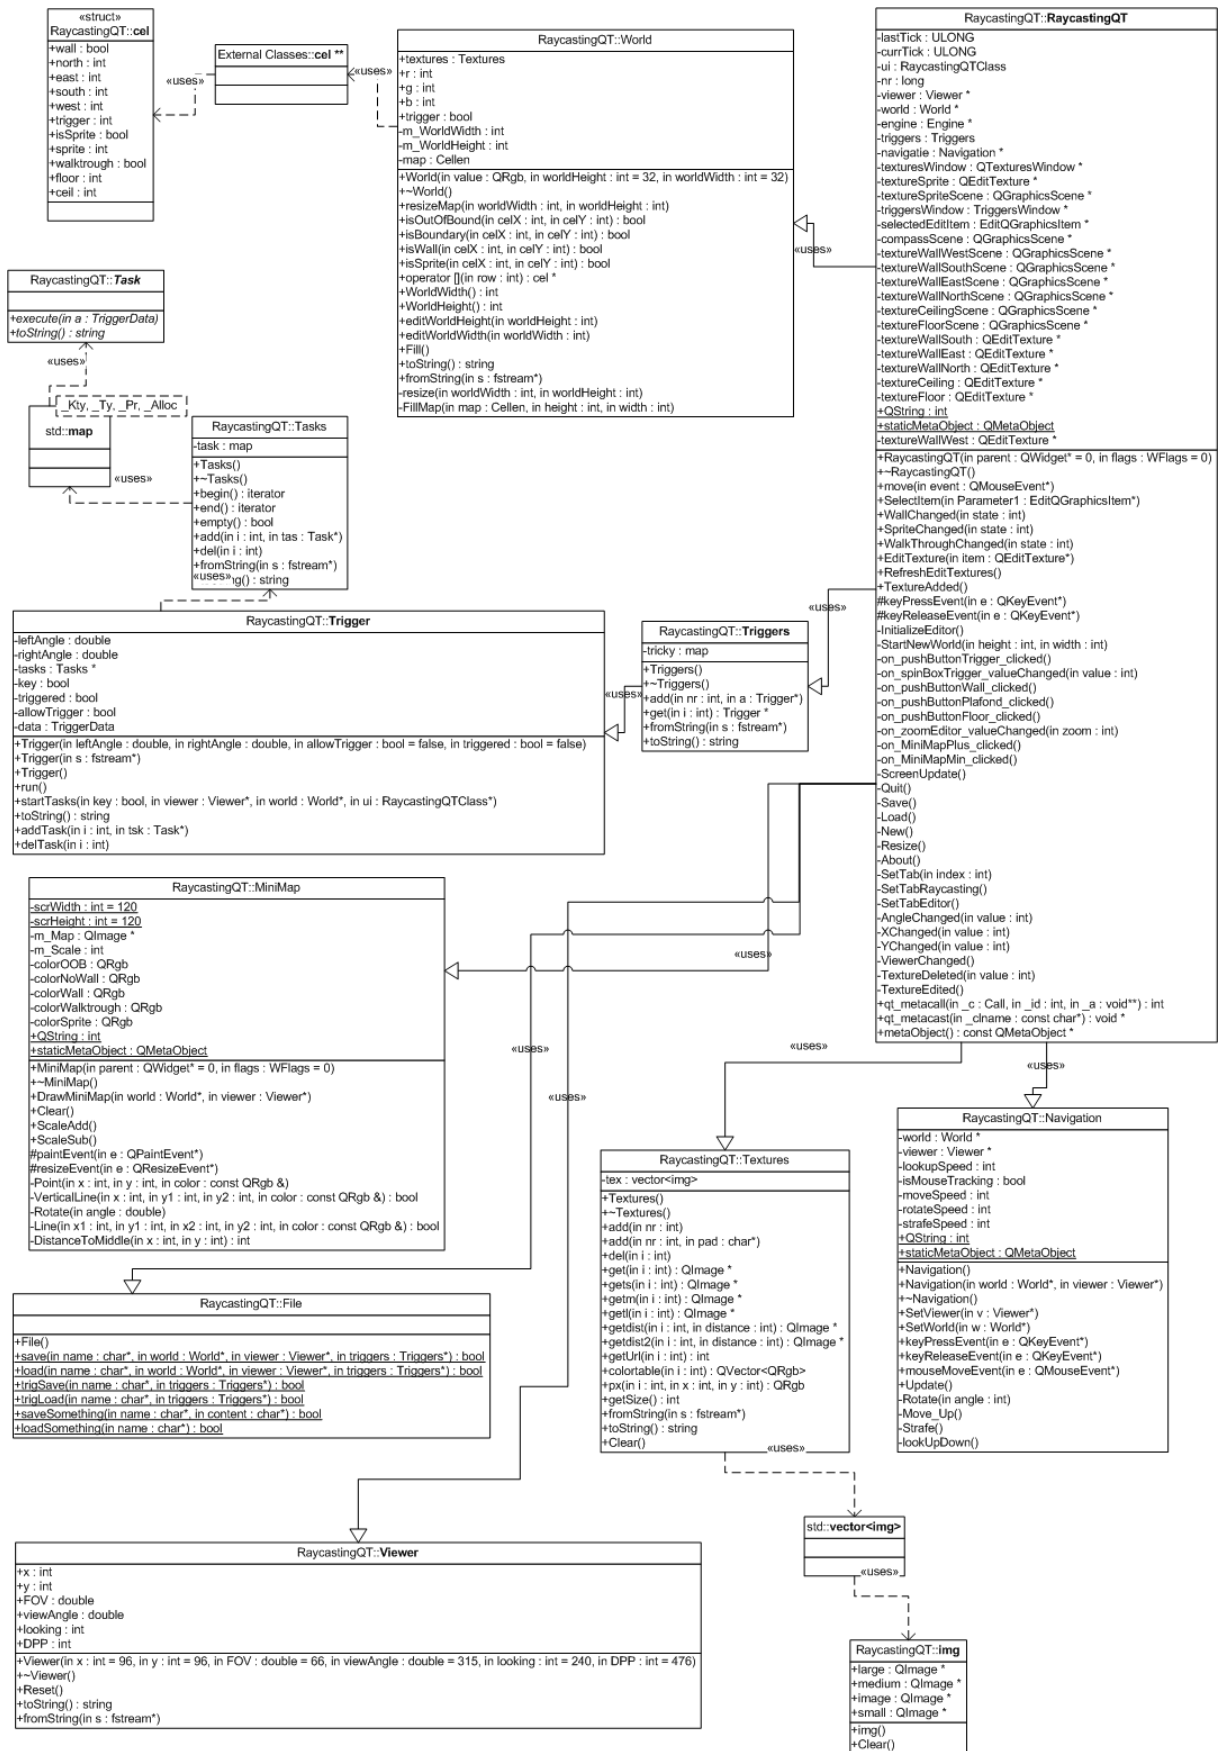 «struct»
RaycastingQT::cel
+wall : bool
+north : int
+east : int
+south : int
+west : int
+trigger : int
+isSprite : bool
+sprite : int
+walktrough : bool
+floor : int
+ceil : int
«uses»
External Classes::cel **
«uses»
RaycastingQT::World
+textures : Textures
+r : int
+g : int
+b : int
+trigger : bool
-m_WorldWidth : int
-m_WorldHeight : int
-map : Cellen
+World(in value : QRgb, in worldHeight : int = 32, in worldWidth : int = 32)
+~World()
+resizeMap(in worldWidth : int, in worldHeight : int)
+isOutOfBound(in celX : int, in celY : int) : bool
+isBoundary(in celX : int, in celY : int) : bool
+isWall(in celX : int, in celY : int) : bool
+isSprite(in celX : int, in celY : int) : bool
+operator [](in row : int) : cel *
+WorldWidth() : int
+WorldHeight() : int
+editWorldHeight(in worldHeight : int)
+editWorldWidth(in worldWidth : int)
+Fill()
+toString() : string
+fromString(in s : fstream*)
-resize(in worldWidth : int, in worldHeight : int)
-FillMap(in map : Cellen, in height : int, in width : int)
«uses»
RaycastingQT::RaycastingQT
-lastTick : ULONG
-currTick : ULONG
-ui : RaycastingQTClass
-nr : long
-viewer : Viewer *
-world : World *
-engine : Engine *
-triggers : Triggers
-navigatie : Navigation *
-texturesWindow : QTexturesWindow *
-textureSprite : QEditTexture *
-textureSpriteScene : QGraphicsScene *
-triggersWindow : TriggersWindow *
-selectedEditItem : EditQGraphicsItem *
-compassScene : QGraphicsScene *
-textureWallWestScene : QGraphicsScene *
-textureWallSouthScene : QGraphicsScene *
-textureWallEastScene : QGraphicsScene *
-textureWallNorthScene : QGraphicsScene *
-textureCeilingScene : QGraphicsScene *
-textureFloorScene : QGraphicsScene *
-textureWallSouth : QEditTexture *
-textureWallEast : QEditTexture *
-textureWallNorth : QEditTexture *
-textureCeiling : QEditTexture *
-textureFloor : QEditTexture *
+QString : int
+staticMetaObject : QMetaObject
-textureWallWest : QEditTexture *
+RaycastingQT(in parent : QWidget* = 0, in flags : WFlags = 0)
+~RaycastingQT()
+move(in event : QMouseEvent*)
+SelectItem(in Parameter1 : EditQGraphicsItem*)
+WallChanged(in state : int)
+SpriteChanged(in state : int)
+WalkThroughChanged(in state : int)
+EditTexture(in item : QEditTexture*)
+RefreshEditTextures()
+TextureAdded()
#keyPressEvent(in e : QKeyEvent*)
#keyReleaseEvent(in e : QKeyEvent*)
-InitializeEditor()
-StartNewWorld(in height : int, in width : int)
-on_pushButtonTrigger_clicked()
-on_spinBoxTrigger_valueChanged(in value : int)
-on_pushButtonWall_clicked()
-on_pushButtonPlafond_clicked()
-on_pushButtonFloor_clicked()
-on_zoomEditor_valueChanged(in zoom : int)
-on_MiniMapPlus_clicked()
-on_MiniMapMin_clicked()
-ScreenUpdate()
-Quit()
-Save()
-Load()
-New()
-Resize()
-About()
-SetTab(in index : int)
-SetTabRaycasting()
-SetTabEditor()
-AngleChanged(in value : int)
-XChanged(in value : int)
-YChanged(in value : int)
-ViewerChanged()
-TextureDeleted(in value : int)
-TextureEdited()
+qt_metacall(in _c : Call, in _id : int, in _a : void**) : int
+qt_metacast(in _clname : const char*) : void *
+metaObject() : const QMetaObject *
RaycastingQT::Task
+execute(in a : TriggerData)
+toString() : string
«uses»
_Kty, _Ty, _Pr, _Alloc
std::map
«uses»
RaycastingQT::Tasks
-task : map
+Tasks()
+~Tasks()
+begin() : iterator
+end() : iterator
+empty() : bool
+add(in i : int, in tas : Task*)
+del(in i : int)
+fromString(in s : fstream*)
«uses» ng() : string
RaycastingQT::Trigger
-leftAngle : double
-rightAngle : double
-tasks : Tasks *
-key : bool
-triggered : bool
-allowTrigger : bool
-data : TriggerData
+Trigger(in leftAngle : double, in rightAngle : double, in allowTrigger : bool = false, in triggered : bool = false)
+Trigger(in s : fstream*)
+Trigger()
+run()
+startTasks(in key : bool, in viewer : Viewer*, in world : World*, in ui : RaycastingQTClass*)
+toString() : string
+addTask(in i : int, in tsk : Task*)
+delTask(in i : int)
«uses»
RaycastingQT::Triggers
-tricky : map
+Triggers()
+~Triggers()
+add(in nr : int, in a : Trigger*)
+get(in i : int) : Trigger *
+fromString(in s : fstream*)
+toString() : string
«uses»
RaycastingQT::MiniMap
-scrWidth : int = 120
-scrHeight : int = 120
-m_Map : QImage *
-m_Scale : int
-colorOOB : QRgb
-colorNoWall : QRgb
-colorWall : QRgb
-colorWalktrough : QRgb
-colorSprite : QRgb
+QString : int
+staticMetaObject : QMetaObject
+MiniMap(in parent : QWidget* = 0, in flags : WFlags = 0)
+~MiniMap()
+DrawMiniMap(in world : World*, in viewer : Viewer*)
+Clear()
+ScaleAdd()
+ScaleSub()
#paintEvent(in e : QPaintEvent*)
#resizeEvent(in e : QResizeEvent*)
-Point(in x : int, in y : int, in color : const QRgb &)
-VerticalLine(in x : int, in y1 : int, in y2 : int, in color : const QRgb &) : bool
-Rotate(in angle : double)
-Line(in x1 : int, in y1 : int, in x2 : int, in y2 : int, in color : const QRgb &) : bool
-DistanceToMiddle(in x : int, in y : int) : int
«uses»
«uses»
«uses»
«uses»
«uses»
RaycastingQT::File
+File()
+save(in name : char*, in world : World*, in viewer : Viewer*, in triggers : Triggers*) : bool
+load(in name : char*, in world : World*, in viewer : Viewer*, in triggers : Triggers*) : bool
+trigSave(in name : char*, in triggers : Triggers*) : bool
+trigLoad(in name : char*, in triggers : Triggers*) : bool
+saveSomething(in name : char*, in content : char*) : bool
+loadSomething(in name : char*) : bool
RaycastingQT::Textures
-tex : vector<img>
+Textures()
+~Textures()
+add(in nr : int)
+add(in nr : int, in pad : char*)
+del(in i : int)
+get(in i : int) : QImage *
+gets(in i : int) : QImage *
+getm(in i : int) : QImage *
+getl(in i : int) : QImage *
+getdist(in i : int, in distance : int) : QImage *
+getdist2(in i : int, in distance : int) : QImage *
+getUrl(in i : int) : int
+colortable(in i : int) : QVector<QRgb>
+px(in i : int, in x : int, in y : int) : QRgb
+getSize() : int
+fromString(in s : fstream*)
+toString() : string
+Clear()
«uses»
RaycastingQT::Navigation
-world : World *
-viewer : Viewer *
-lookupSpeed : int
-isMouseTracking : bool
-moveSpeed : int
-rotateSpeed : int
-strafeSpeed : int
+QString : int
+staticMetaObject : QMetaObject
+Navigation()
+Navigation(in world : World*, in viewer : Viewer*)
+~Navigation()
+SetViewer(in v : Viewer*)
+SetWorld(in w : World*)
+keyPressEvent(in e : QKeyEvent*)
+keyReleaseEvent(in e : QKeyEvent*)
+mouseMoveEvent(in e : QMouseEvent*)
+Update()
-Rotate(in angle : int)
-Move_Up()
-Strafe()
-lookUpDown()
std::vector<img>
«uses»
RaycastingQT::Viewer
+x : int
+y : int
+FOV : double
+viewAngle : double
+looking : int
+DPP : int
+Viewer(in x : int = 96, in y : int = 96, in FOV : double = 66, in viewAngle : double = 315, in looking : int = 240, in DPP : int = 476)
+~Viewer()
+Reset()
+toString() : string
+fromString(in s : fstream*)
RaycastingQT::img
+large : QImage *
+medium : QImage *
+image : QImage *
+small : QImage *
+img()
+Clear()